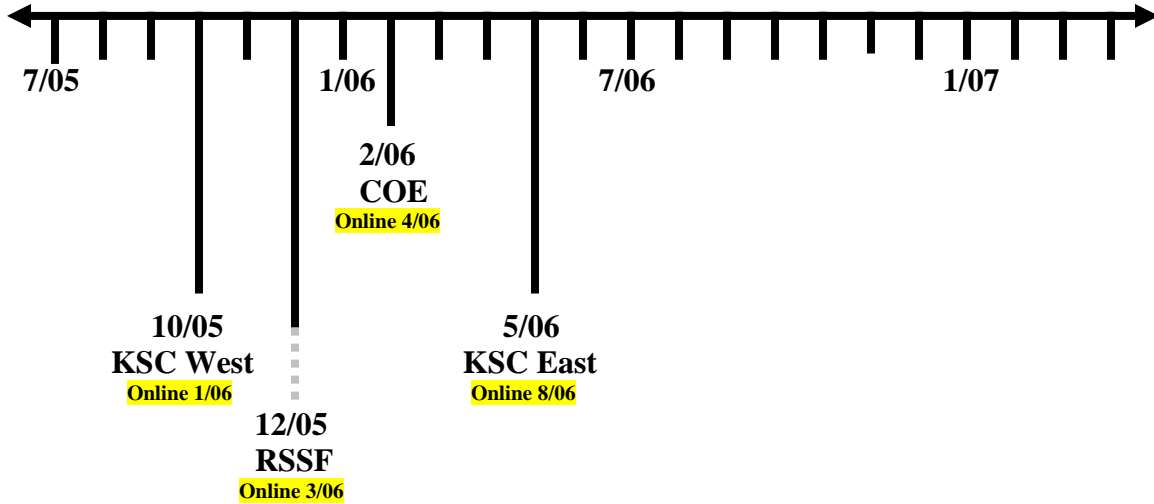 7/05
1/06
7/06
1/07
2/06
COE
Online 4/06
10/05
KSC West
Online 1/06
5/06
KSC East
Online 8/06
12/05
RSSF
Online 3/06